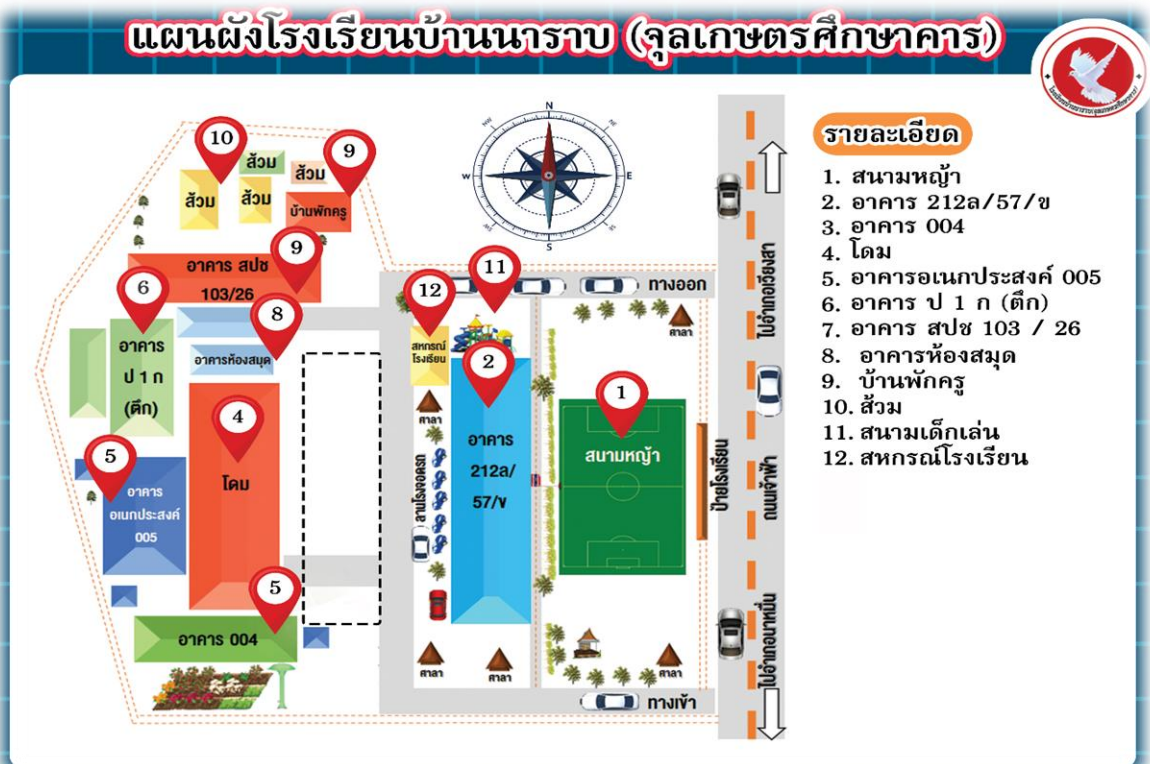 แผนผังโรงเรียนบ้านนาราบ (จุลเกษตรศึกษาคาร)
รายละเอียด
1. สนามหญ้า
2. อาคาร 212ล/57/ข
3. อาคาร 004
4. โดม
5. อาคารอเนกประสงค์ 005
6. อาคาร ป 1 ก (ตึก)
7. อาคาร สปช 103 / 26
8. อาคารห้องสมุด
9. บ้านพักครู
10. ส้วม
11. สนามเด็กเล่น
12. สหกรณ์โรงเรียน
N
NE
E
S
W
NW
10
ส้วม
ส้วม
ส้วม
ส้วม
9
บ้านพักครู
9
อาคาร สปช
103/26
6
อาคาร
ป 1 ก
(ตึก)
8
อาคารห้องสมุด
4
โดม
5
อาคาร
อเนกประสงค์
005
5
อาคาร 004
12
สหกรณ์
โรงเรียน
11
2
อาคาร
212ล/
57/ข
ศาลา
ลานโรงจอดรถ
ศาลา
ศาลา
1
สนามหญ้า
ทางออก
ศาลา
ศาลา
ทางเข้า
ป้ายโรงเรียน
ไปอำเภอเวียงสา
ถนนเจ้าฟ้า
ไปอำเภอนาหมื่น